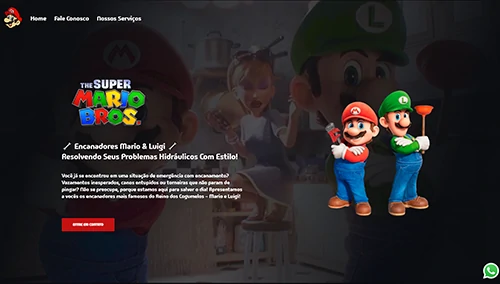 Home Fale Conosco Nossos Serviços
THE SUPER
MARIO
BROS.
Encanadores Mario & Luigi
Resolvendo Seus Problemas Hidráulicos Com Estilo!
Você já se encontrou em uma situação de emergência com encanamento?
Vazamentos inesperados, canos entupidos ou torneiras que não param de
pingar? Não se preocupe, porque estamos aqui para salvar o dia! Apresentamos
a vocês os encanadores mais famosos do Reino dos Cogumelos – Mario e Luigi!
ENTRE EM CONTATO